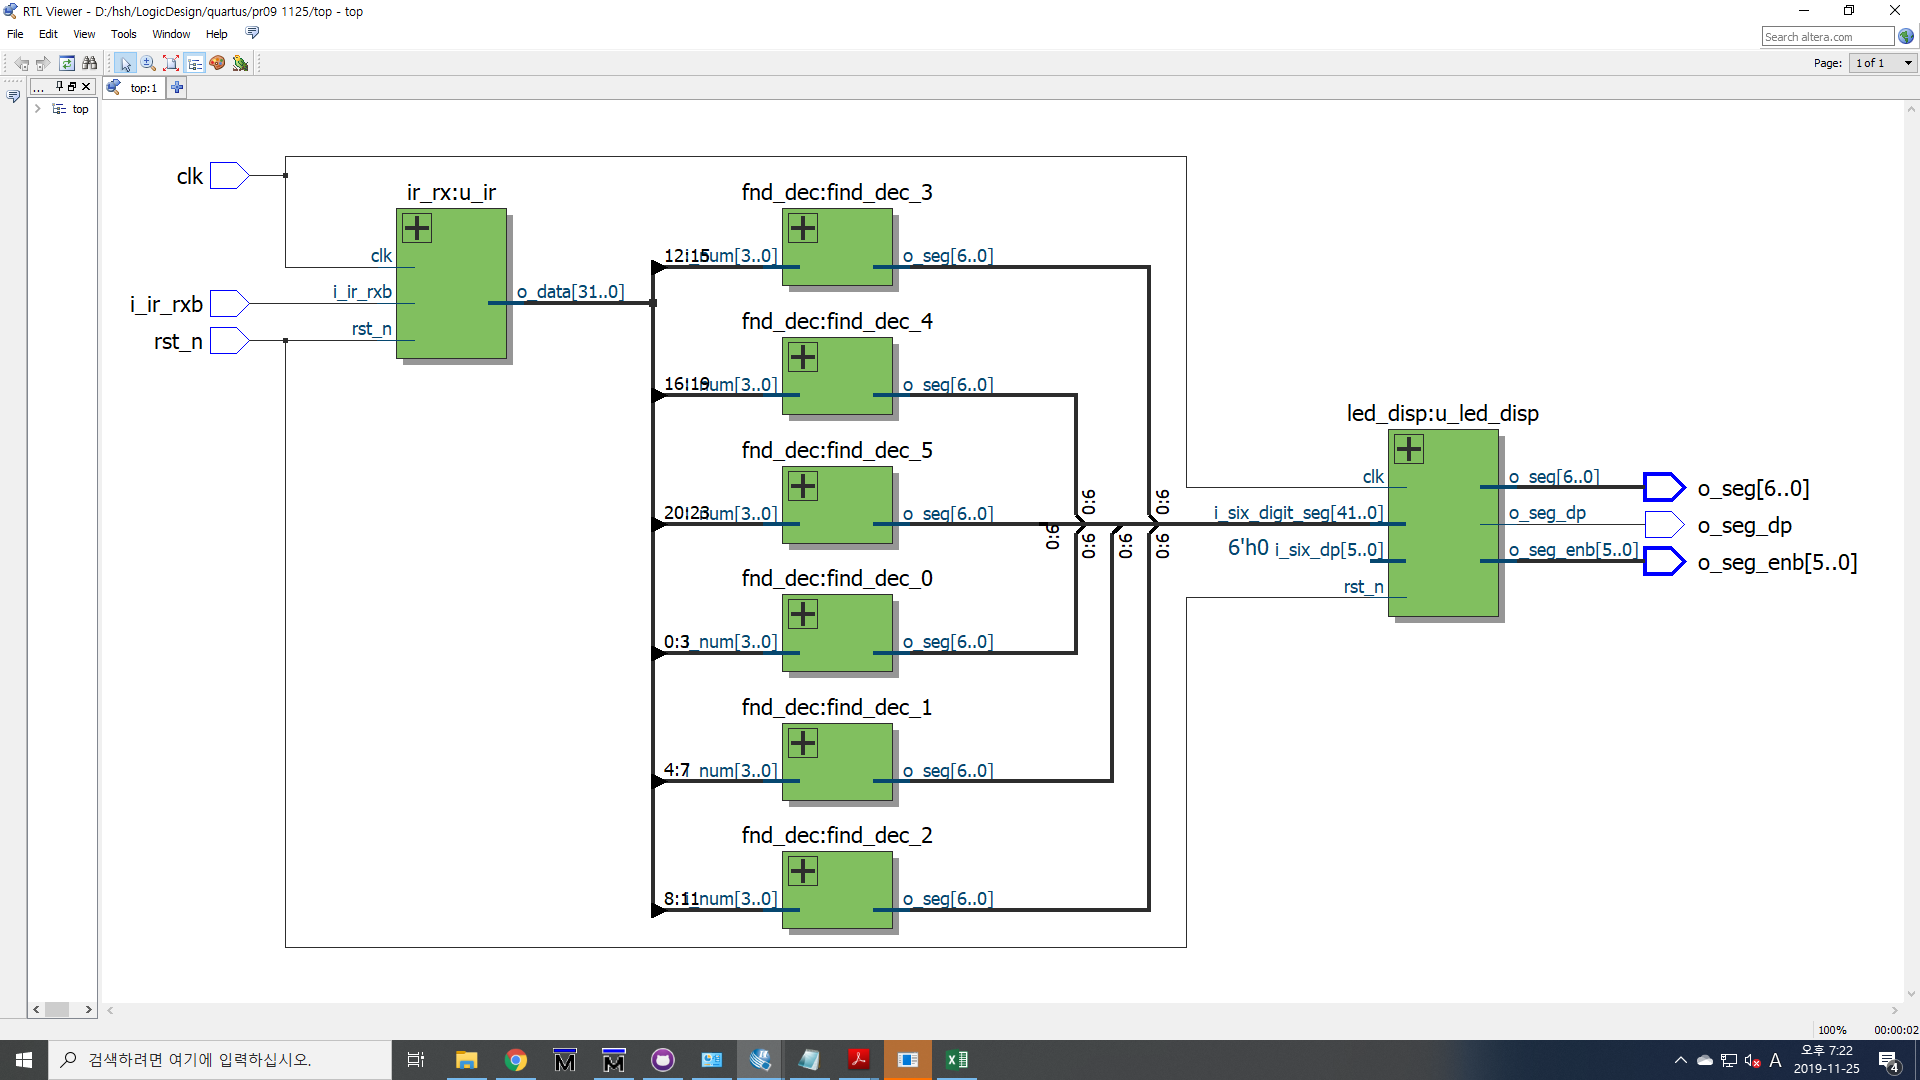 RTL Viewer - D:/hsh/LogicDesign/quartus/pr09 1125/top - top
File Edit View Tools Window Help
Search altera.com
Page: 1 of 1
...
top:1
top
clk
ir_rx:u_ir
fnd_dec:find_dec_3
clk
12:15
num[3..0]
o_seg[6..0]
i_ir_rxb
i_ir_rxb
o_data[31..0]
rst_n
rst_n
fnd_dec:find_dec_4
16:19
num[3..0]
o_seg[6..0]
led_disp:u_led_disp
fnd_dec:find_dec_5
20:23
num[3..0]
o_seg[6..0]
0:6
0:6
0:6
0:6
0:6
0:6
clk
i_six_digit_seg[41..0]
6'h0 i_six_dp[5..0]
rst_n
o_seg[6..0]
o_seg[6..0]
o_seg_dp
o_seg_dp
o_seg_enb[5..0]
o_seg_enb[5..0]
fnd_dec:find_dec_0
0:3
_num[3..0]
o_seg[6..0]
fnd_dec:find_dec_1
4:7
num[3..0]
o_seg[6..0]
fnd_dec:find_dec_2
8:11
num[3..0]
o_seg[6..0]
100% 00:00:02
검색하려면 여기에 입력하십시오.
A
오후 7:22
2019-11-25
4